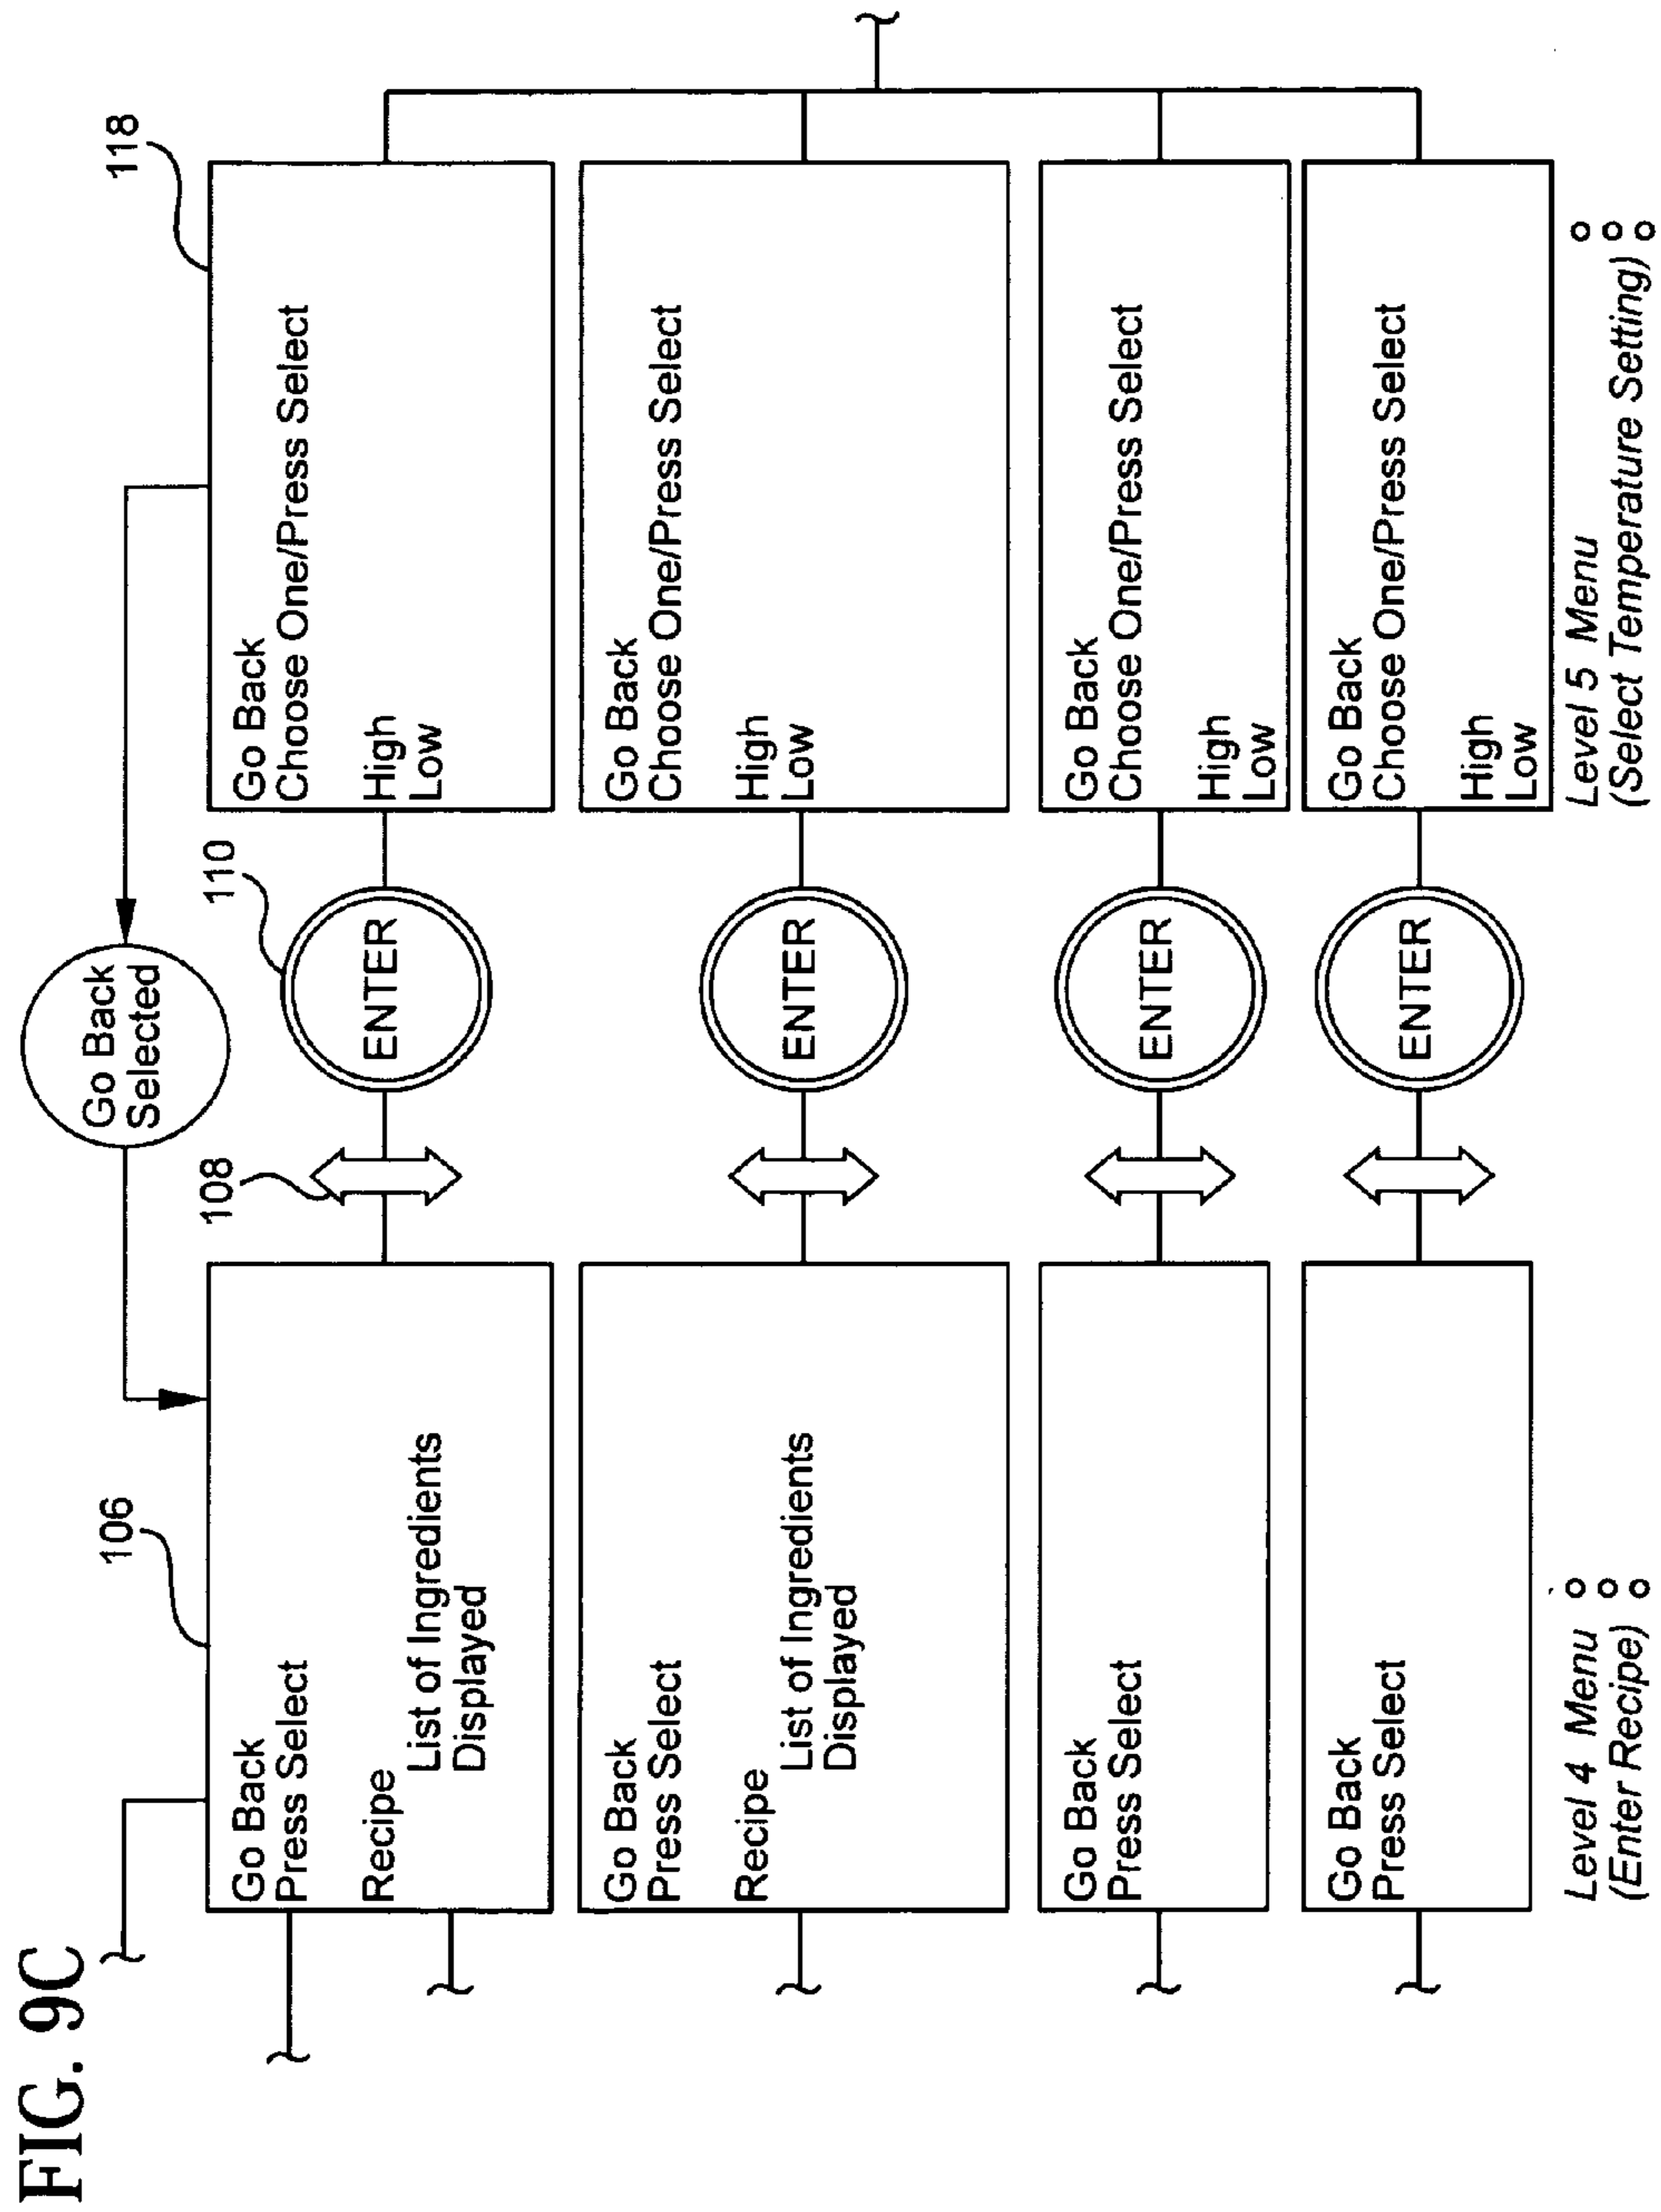 FIG. 9C
Go Back
Selected
106
108
110
118
Go Back
Press Select
Recipe
List of Ingredients
Displayed
ENTER
Go Back
Choose One/Press Select
High
Low
Go Back
Press Select
Recipe
List of Ingredients
Displayed
ENTER
Go Back
Choose One/Press Select
High
Low
Go Back
Press Select
ENTER
Go Back
Choose One/Press Select
High
Low
Go Back
Press Select
ENTER
Go Back
Choose One/Press Select
High
Low
Level 4 Menu
(Enter Recipe)
Level 5 Menu
(Select Temperature Setting)